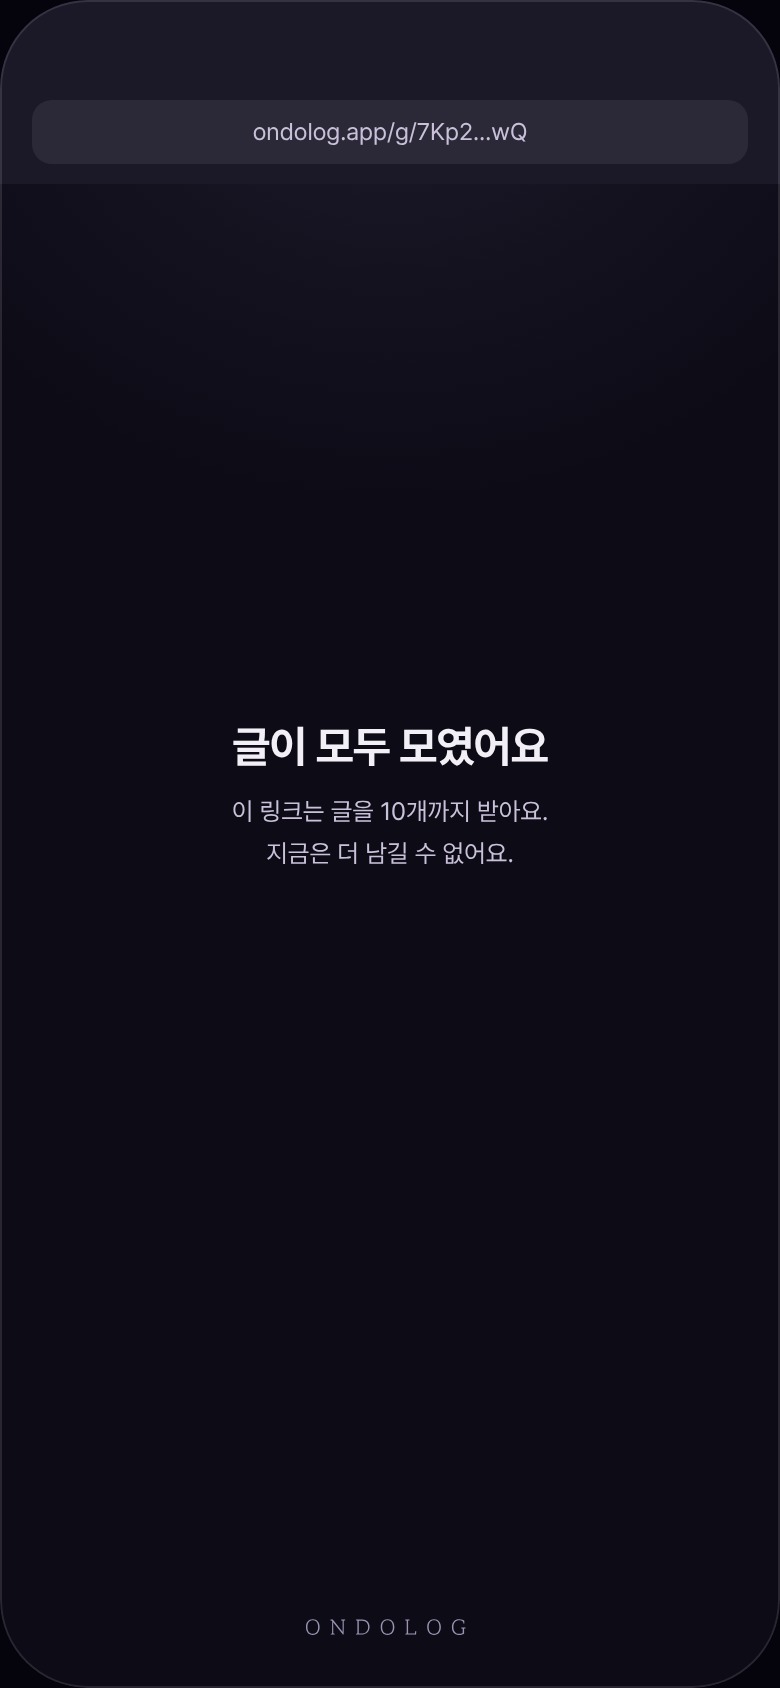 ondolog.app/g/7Kp2...wQ
글이 모두 모였어요
이 링크는 글을 10개까지 받아요.
지금은 더 남길 수 없어요.
ONDOLOG